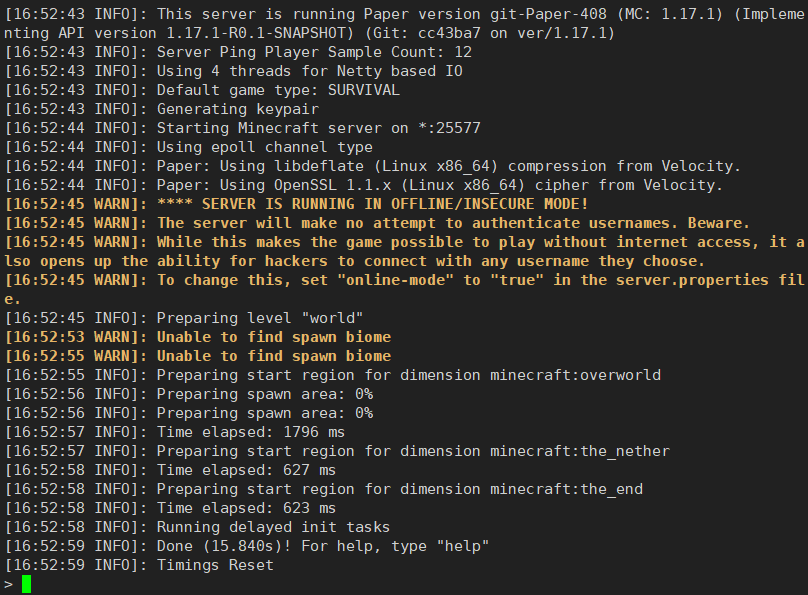 [16:52:43 INFO]: This server is running Paper version git-Paper-408 (MC: 1.17.1) (Impleme
nting API version 1.17.1-R0.1-SNAPSHOT) (Git: cc43ba7 on ver/1.17.1)
[16:52:43 INFO]: Server Ping Player Sample Count: 12
[16:52:43 INFO]: Using 4 threads for Netty based IO
[16:52:43 INFO]: Default game type: SURVIVAL
[16:52:43 INFO]: Generating keypair
[16:52:44 INFO]: Starting Minecraft server on *:25577
[16:52:44 INFO]: Using epoll channel type
[16:52:44 INFO]: Paper: Using libdeflate (Linux x86_64) compression from Velocity.
[16:52:44 INFO]: Paper: Using OpenSSL 1.1.x (Linux x86_64) cipher from Velocity.
[16:52:45 WARN]: **** SERVER IS RUNNING IN OFFLINE/INSECURE MODE!
[16:52:45 WARN]: The server will make no attempt to authenticate usernames. Beware.
[16:52:45 WARN]: While this makes the game possible to play without internet access, it a
lso opens up the ability for hackers to connect with any username they choose.
[16:52:45 WARN]: To change this, set "online-mode" to "true" in the server.properties fil
e.
[16:52:45 INFO]: Preparing level "world"
[16:52:53 WARN]: Unable to find spawn biome
[16:52:55 WARN]: Unable to find spawn biome
[16:52:55 INFO]: Preparing start region for dimension minecraft:overworld
[16:52:56 INFO]: Preparing spawn area: 0%
[16:52:56 INFO]: Preparing spawn area: 0%
[16:52:57 INFO]: Time elapsed: 1796 ms
[16:52:57 INFO]: Preparing start region for dimension minecraft:the_nether
[16:52:58 INFO]: Time elapsed: 627 ms
[16:52:58 INFO]: Preparing start region for dimension minecraft:the_end
[16:52:58 INFO]: Time elapsed: 623 ms
[16:52:58 INFO]: Running delayed init tasks
[16:52:59 INFO]: Done (15.840s)! For help, type "help"
[16:52:59 INFO]: Timings Reset
>